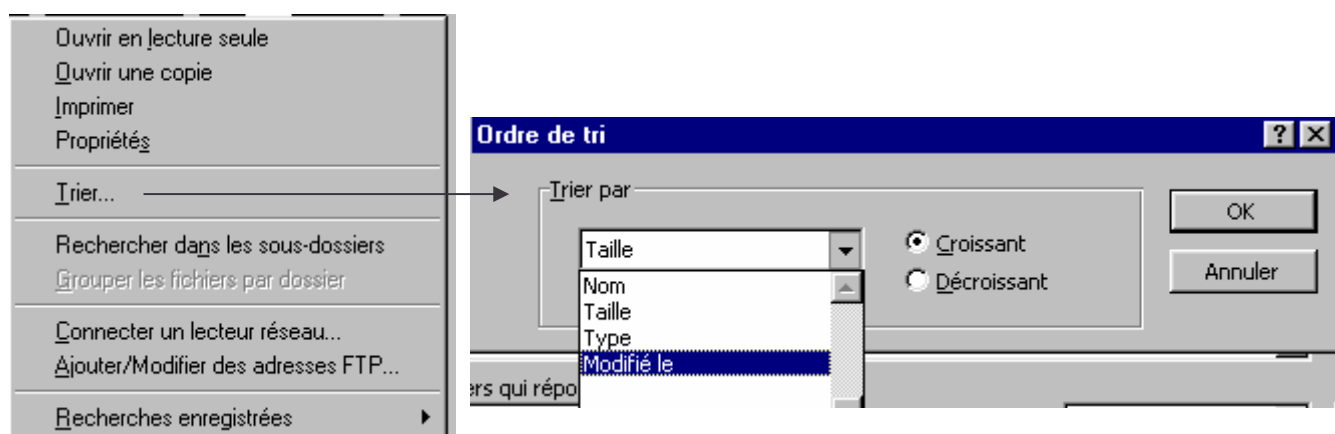 Ouvrir en lecture seule
Ouvrir une copie
Imprimer
Propriétés
Trier...
Rechercher dans les sous-dossiers
Grouper les fichiers par dossier
Connecter un lecteur réseau...
Ajouter/Modifier des adresses FTP...
Recherches enregistrées
Ordre de tri
Trier par
Taille
Nom
Taille
Type
Modifié le
Croissant
Décroissant
OK
Annuler
ers qui répo